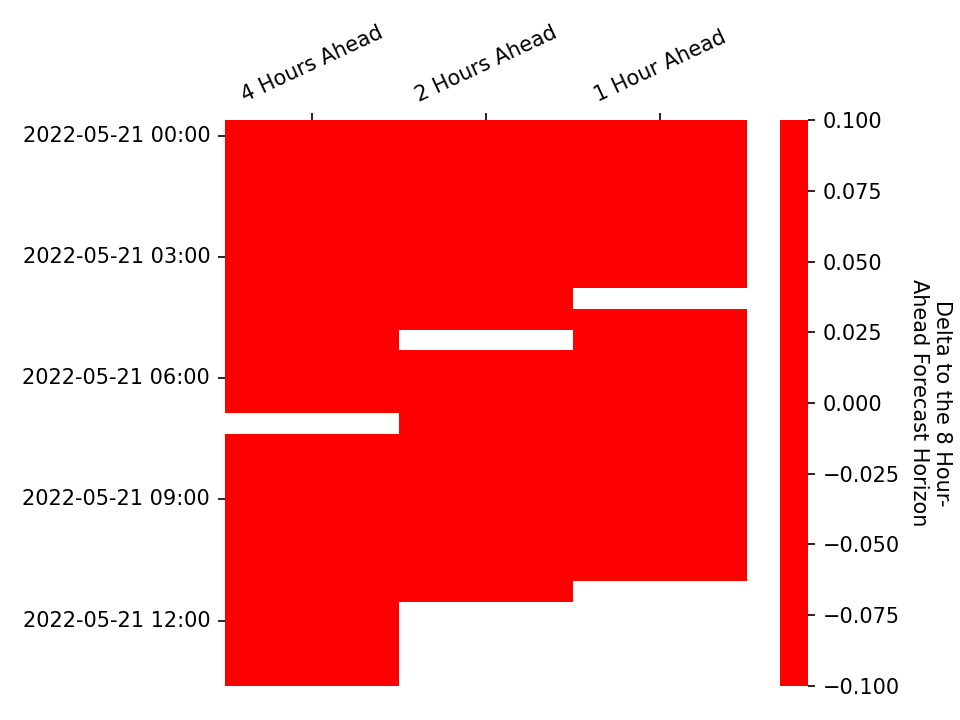 4 Hours Ahead
2 Hours Ahead
1 Hour Ahead
2022-05-21 00:00
2022-05-21 03:00
2022-05-21 06:00
2022-05-21 09:00
2022-05-21 12:00
0.100
0.075
0.050
0.025
0.000
−0.025
−0.050
−0.075
−0.100
Delta to the 8 Hour-
Ahead Forecast Horizon